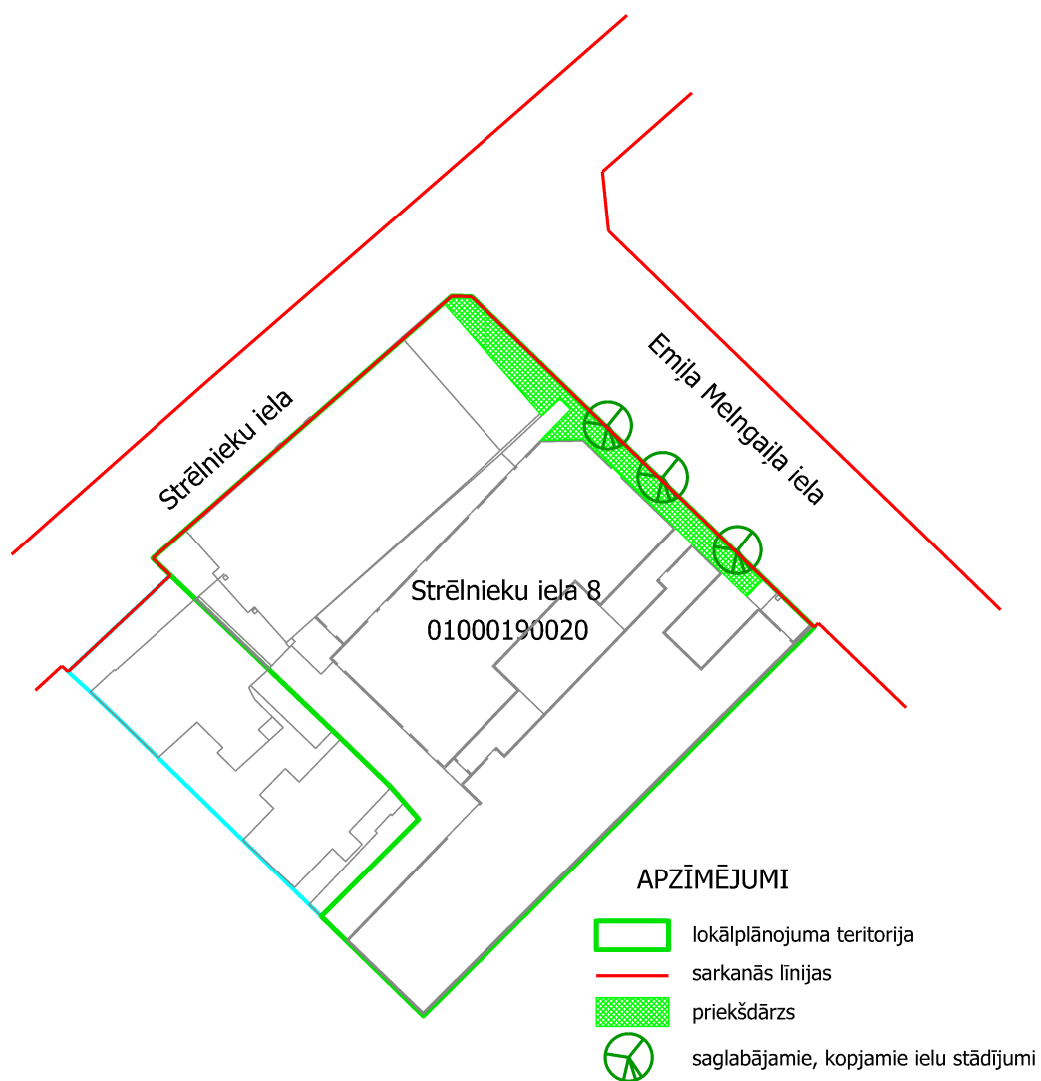 Strēlnieku iela
Emiļa Melngaiļa iela
Strēlnieku iela 8
01000190020
APZĪMĒJUMI
lokālplānojuma teritorija
sarkanās līnijas
priekšdārzs
saglabājamie, kopjamie ielu stādījumi